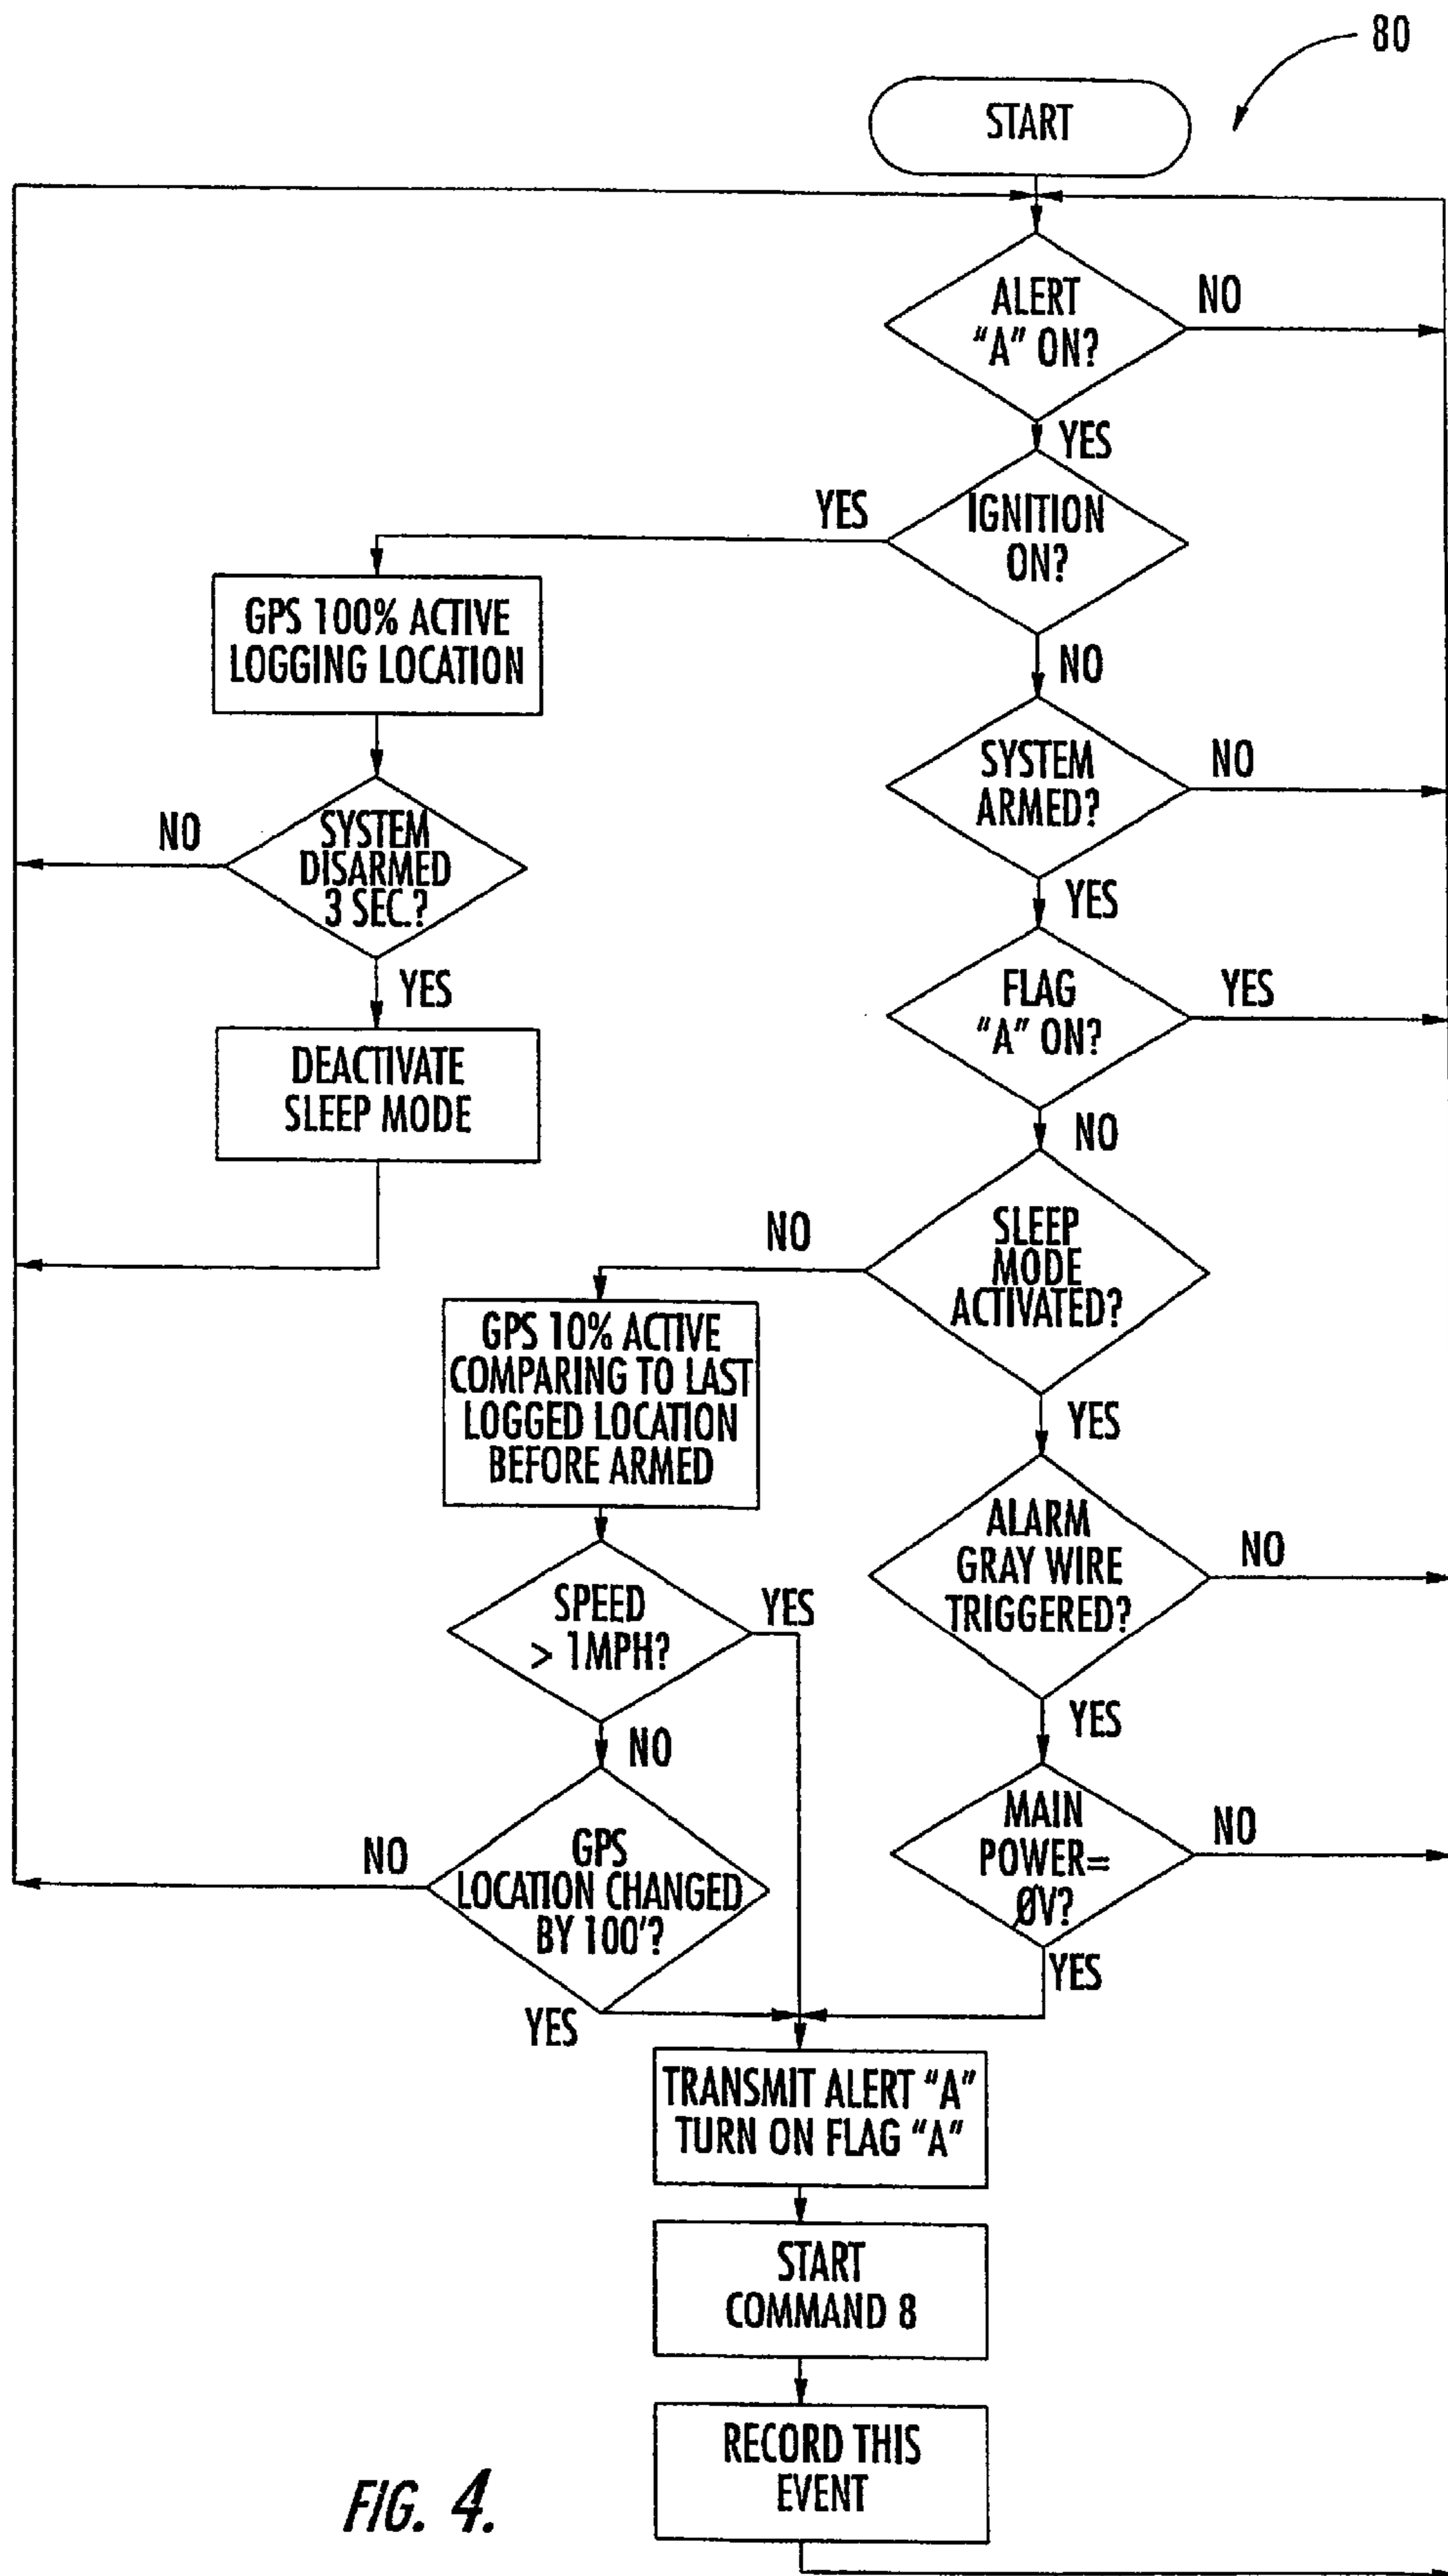 80
START
ALERT
"A" ON?
NO
YES
IGNITION
ON?
YES
NO
GPS 100% ACTIVE
LOGGING LOCATION
SYSTEM
ARMED?
NO
YES
SYSTEM
DISARMED
3 SEC.?
NO
YES
FLAG
"A" ON?
YES
NO
DEACTIVATE
SLEEP MODE
SLEEP
MODE
ACTIVATED?
NO
YES
GPS 10% ACTIVE
COMPARING TO LAST
LOGGED LOCATION
BEFORE ARMED
ALARM
GRAY WIRE
TRIGGERED?
NO
YES
SPEED
> 1MPH?
YES
NO
MAIN
POWER=
ØV?
NO
YES
GPS
LOCATION CHANGED
BY 100'?
NO
YES
TRANSMIT ALERT "A"
TURN ON FLAG "A"
START
COMMAND 8
RECORD THIS
EVENT
FIG. 4.